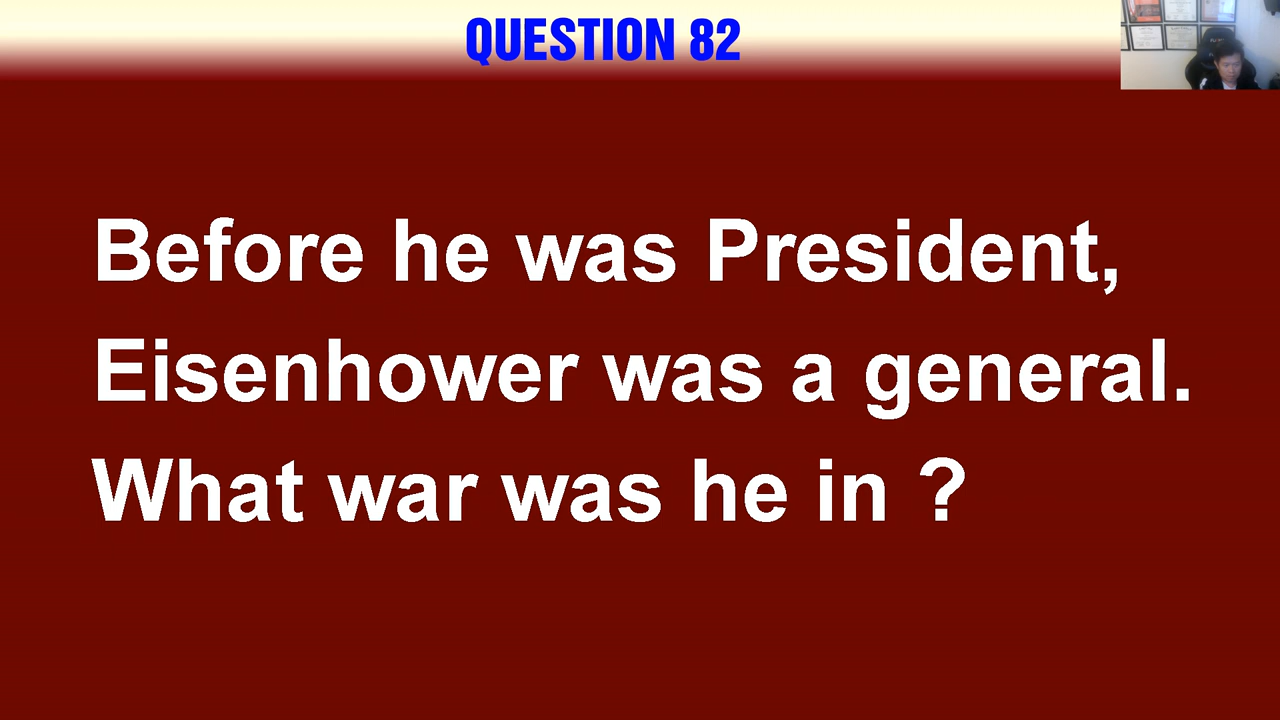 QUESTION 82
Before he was President,
Eisenhower was a general.
What war was he in ?